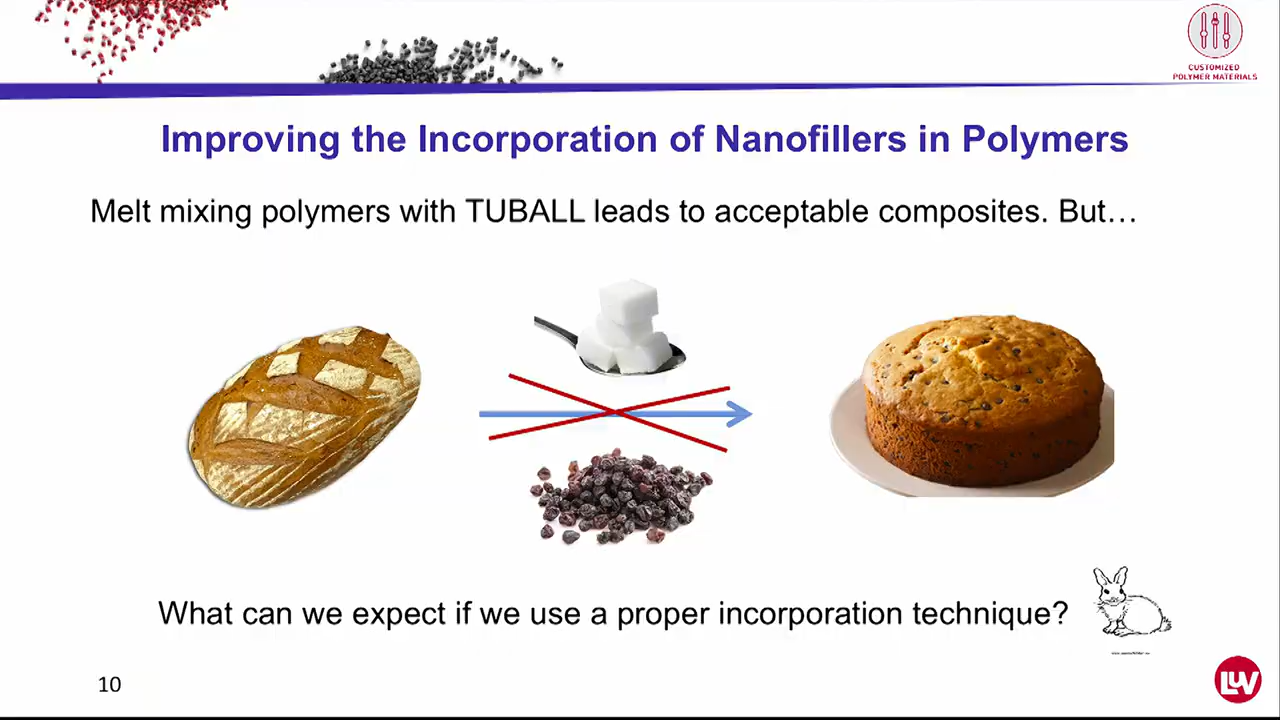 CUSTOMIZED
POLYMER MATERIALS
Improving the Incorporation of Nanofillers in Polymers
Melt mixing polymers with TUBALL leads to acceptable composites. But…
What can we expect if we use a proper incorporation technique?
10
LUV